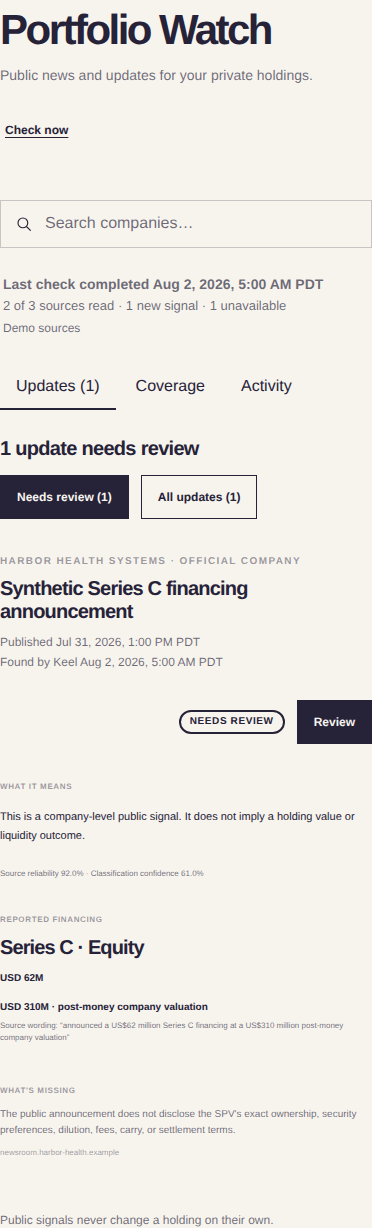 Portfolio Watch
Public news and updates for your private holdings.
Check now
Search companies…
Last check completed Aug 2, 2026, 5:00 AM PDT
2 of 3 sources read · 1 new signal · 1 unavailable
Demo sources
Updates (1) Coverage Activity
1 update needs review
Needs review (1) All updates (1)
HARBOR HEALTH SYSTEMS · OFFICIAL COMPANY
Synthetic Series C financing
announcement
Published Jul 31, 2026, 1:00 PM PDT
Found by Keel Aug 2, 2026, 5:00 AM PDT
NEEDS REVIEW Review
WHAT IT MEANS
This is a company-level public signal. It does not imply a holding value or
liquidity outcome.
Source reliability 92.0% · Classification confidence 61.0%
REPORTED FINANCING
Series C · Equity
USD 62M
USD 310M · post-money company valuation
Source wording: “announced a US$62 million Series C financing at a US$310 million post-money
company valuation”
WHAT'S MISSING
The public announcement does not disclose the SPV's exact ownership, security
preferences, dilution, fees, carry, or settlement terms.
newsroom.harbor-health.example
Public signals never change a holding on their own.